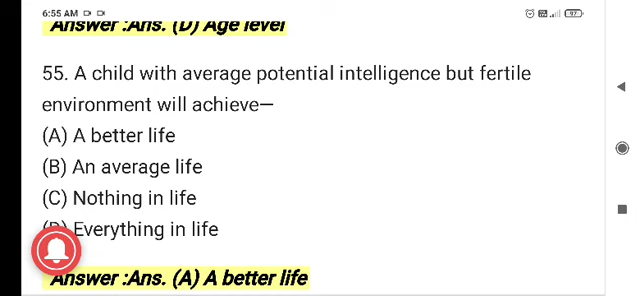 6:55 AM
97
Answer :Ans. (D) Age level
55. A child with average potential intelligence but fertile
environment will achieve—
(A) A better life
(B) An average life
(C) Nothing in life
(D) Everything in life
Answer :Ans. (A) A better life